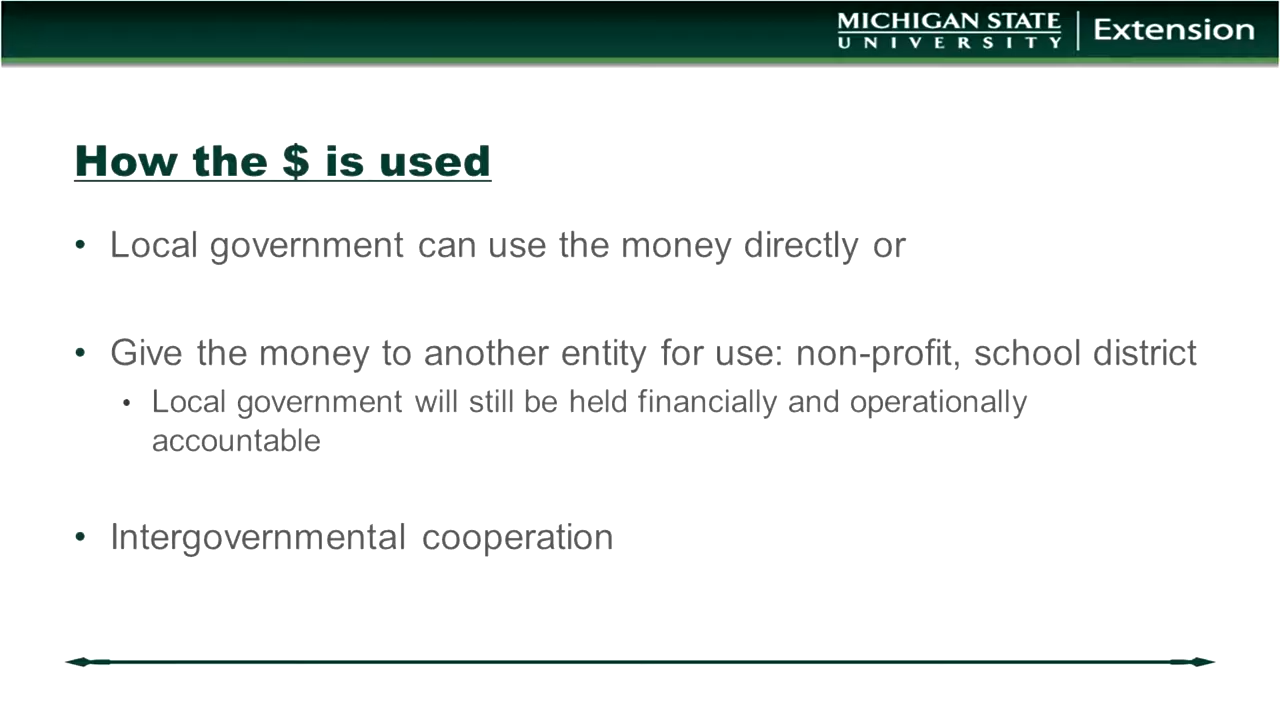 MICHIGAN STATE
UNIVERSITY
Extension
How the $ is used
• Local government can use the money directly or
• Give the money to another entity for use: non-profit, school district
• Local government will still be held financially and operationally
accountable
• Intergovernmental cooperation